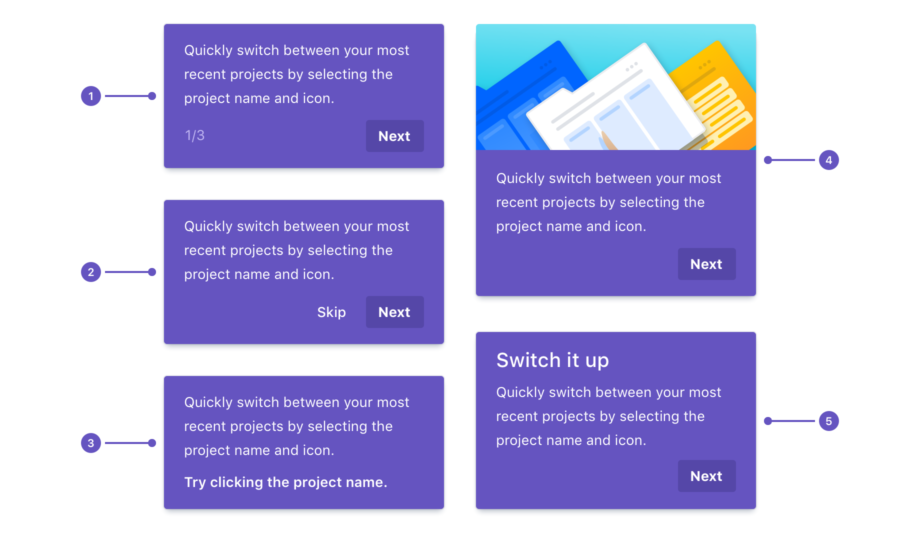 1
Quickly switch between your most
recent projects by selecting the
project name and icon.
1/3
Next
2
Quickly switch between your most
recent projects by selecting the
project name and icon.
Skip
Next
3
Quickly switch between your most
recent projects by selecting the
project name and icon.
Try clicking the project name.
4
Quickly switch between your most
recent projects by selecting the
project name and icon.
Next
5
Switch it up
Quickly switch between your most
recent projects by selecting the
project name and icon.
Next